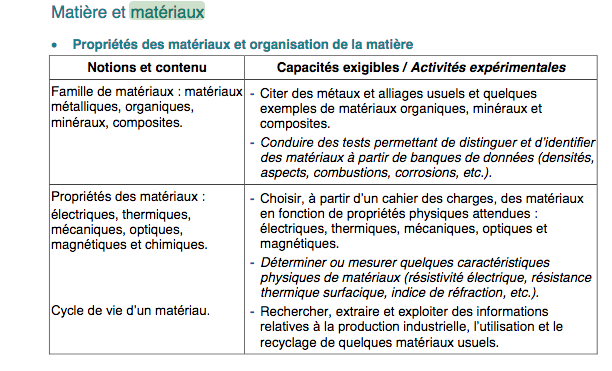 Matière et matériaux
• Propriétés des matériaux et organisation de la matière
Notions et contenu
Capacités exigibles / Activités expérimentales
Famille de matériaux : matériaux
métalliques, organiques,
minéraux, composites.
- Citer des métaux et alliages usuels et quelques
exemples de matériaux organiques, minéraux et
composites.
- Conduire des tests permettant de distinguer et d’identifier
des matériaux à partir de banques de données (densités,
aspects, combustions, corrosions, etc.).
Propriétés des matériaux :
électriques, thermiques,
mécaniques, optiques,
magnétiques et chimiques.
- Choisir, à partir d’un cahier des charges, des matériaux
en fonction de propriétés physiques attendues :
électriques, thermiques, mécaniques, optiques et
magnétiques.
- Déterminer ou mesurer quelques caractéristiques
physiques de matériaux (résistivité électrique, résistance
thermique surfacique, indice de réfraction, etc.).
Cycle de vie d’un matériau.
- Rechercher, extraire et exploiter des informations
relatives à la production industrielle, l’utilisation et le
recyclage de quelques matériaux usuels.